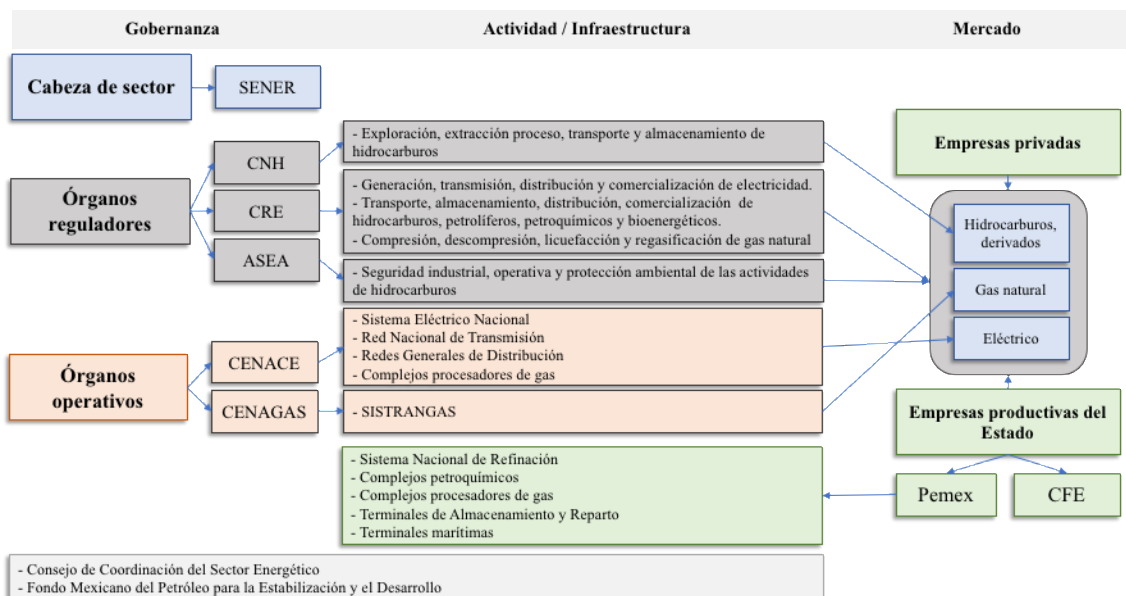 Gobernanza
Actividad / Infraestructura
Mercado
Cabeza de sector
SENER
Órganos
reguladores
CNH
CRE
ASEA
- Exploración, extracción proceso, transporte y almacenamiento de
hidrocarburos
- Generación, transmisión, distribución y comercialización de electricidad.
- Transporte, almacenamiento, distribución, comercialización de
hidrocarburos, petrolíferos, petroquímicos y bioenergéticos.
- Compresión, descompresión, licuefacción y regasificación de gas natural
- Seguridad industrial, operativa y protección ambiental de las actividades
de hidrocarburos
Empresas privadas
Hidrocarburos,
derivados
Gas natural
Eléctrico
Órganos
operativos
CENACE
CENAGAS
- Sistema Eléctrico Nacional
- Red Nacional de Transmisión
- Redes Generales de Distribución
- Complejos procesadores de gas
- SISTRANGAS
Empresas productivas del
Estado
Pemex
CFE
- Sistema Nacional de Refinación
- Complejos petroquímicos
- Complejos procesadores de gas
- Terminales de Almacenamiento y Reparto
- Terminales marítimas
- Consejo de Coordinación del Sector Energético
- Fondo Mexicano del Petróleo para la Estabilización y el Desarrollo